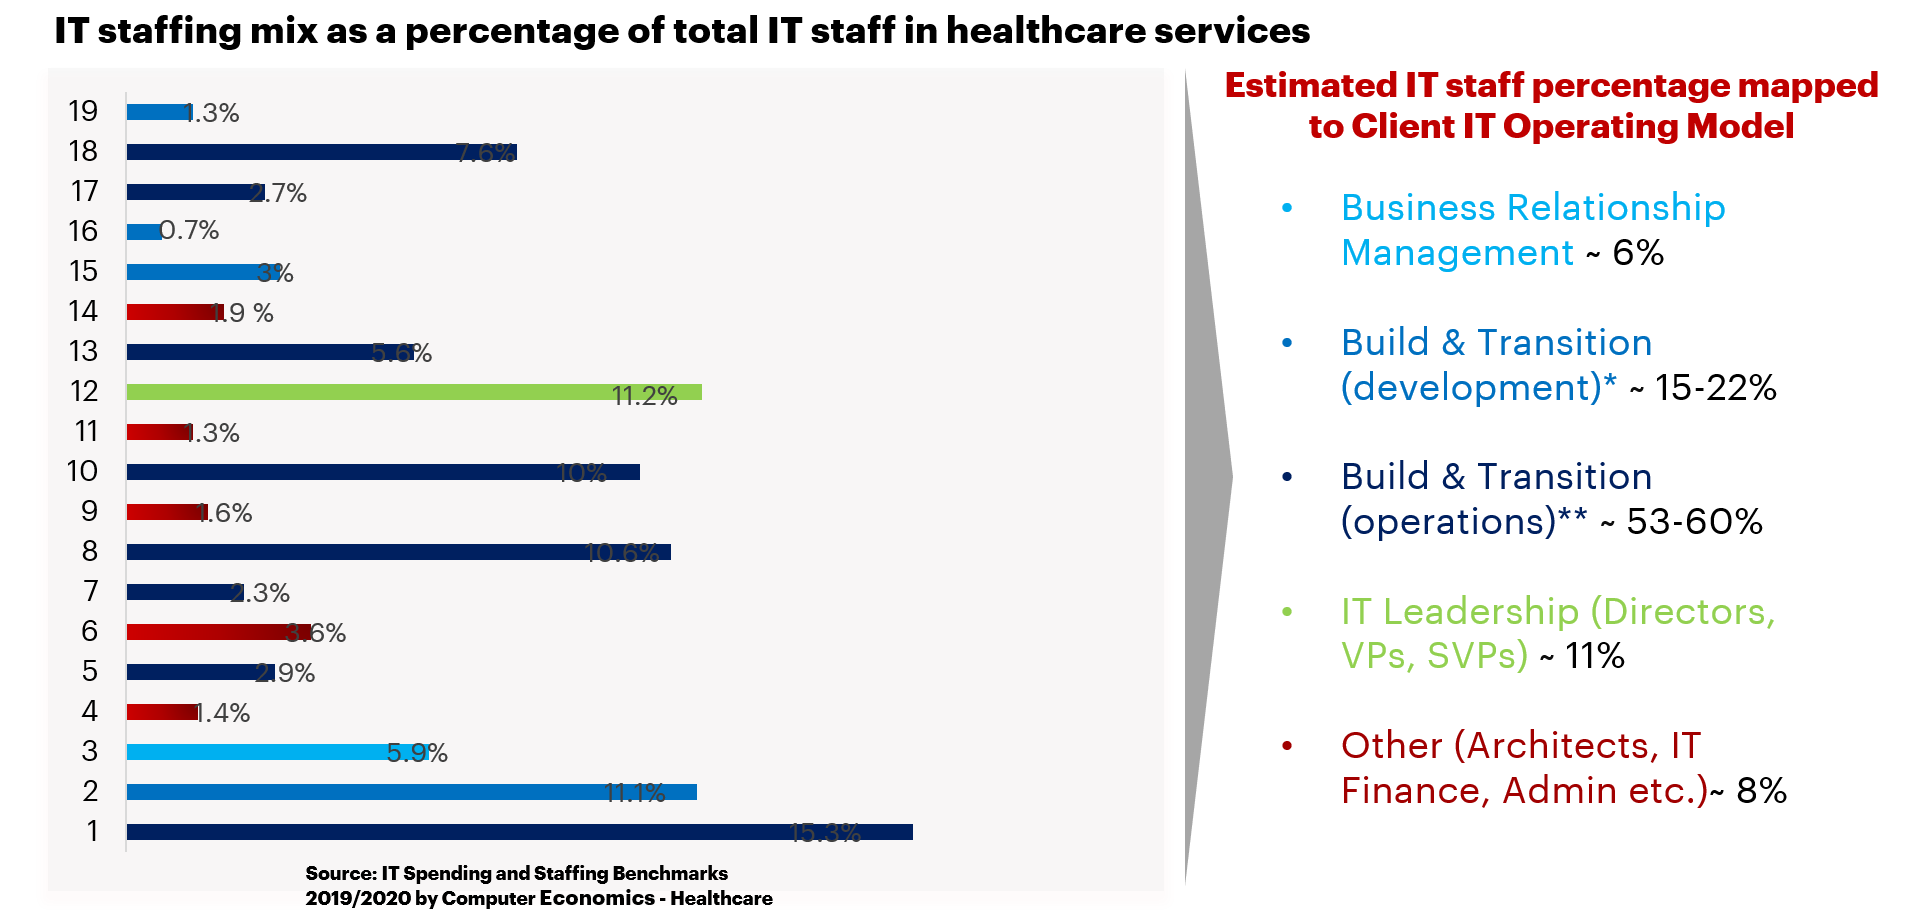 IT staffing mix as a percentage of total IT staff in healthcare services
19 1.3%
18 7.6%
17 2.7%
16 0.7%
15 3%
14 1.9 %
13 5.6%
12 11.2%
11 1.3%
10 10%
9 1.6%
8 10.6%
7 2.3%
6 3.6%
5 2.9%
4 1.4%
3 5.9%
2 11.1%
1 15.3%
Source: IT Spending and Staffing Benchmarks
2019/2020 by Computer Economics - Healthcare
Estimated IT staff percentage mapped
to Client IT Operating Model
• Business Relationship
Management ~ 6%
• Build & Transition
(development)* ~ 15-22%
• Build & Transition
(operations)** ~ 53-60%
• IT Leadership (Directors,
VPs, SVPs) ~ 11%
• Other (Architects, IT
Finance, Admin etc.)~ 8%